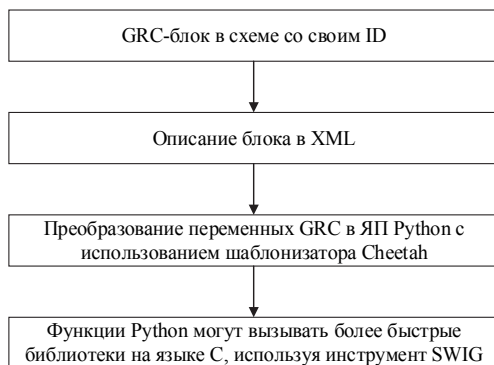 GRC-блок в схеме со своим ID
Описание блока в XML
Преобразование переменных GRC в ЯП Python с
использованием шаблонизатора Cheetah
Функции Python могут вызывать более быстрые
библиотеки на языке C, используя инструмент SWIG